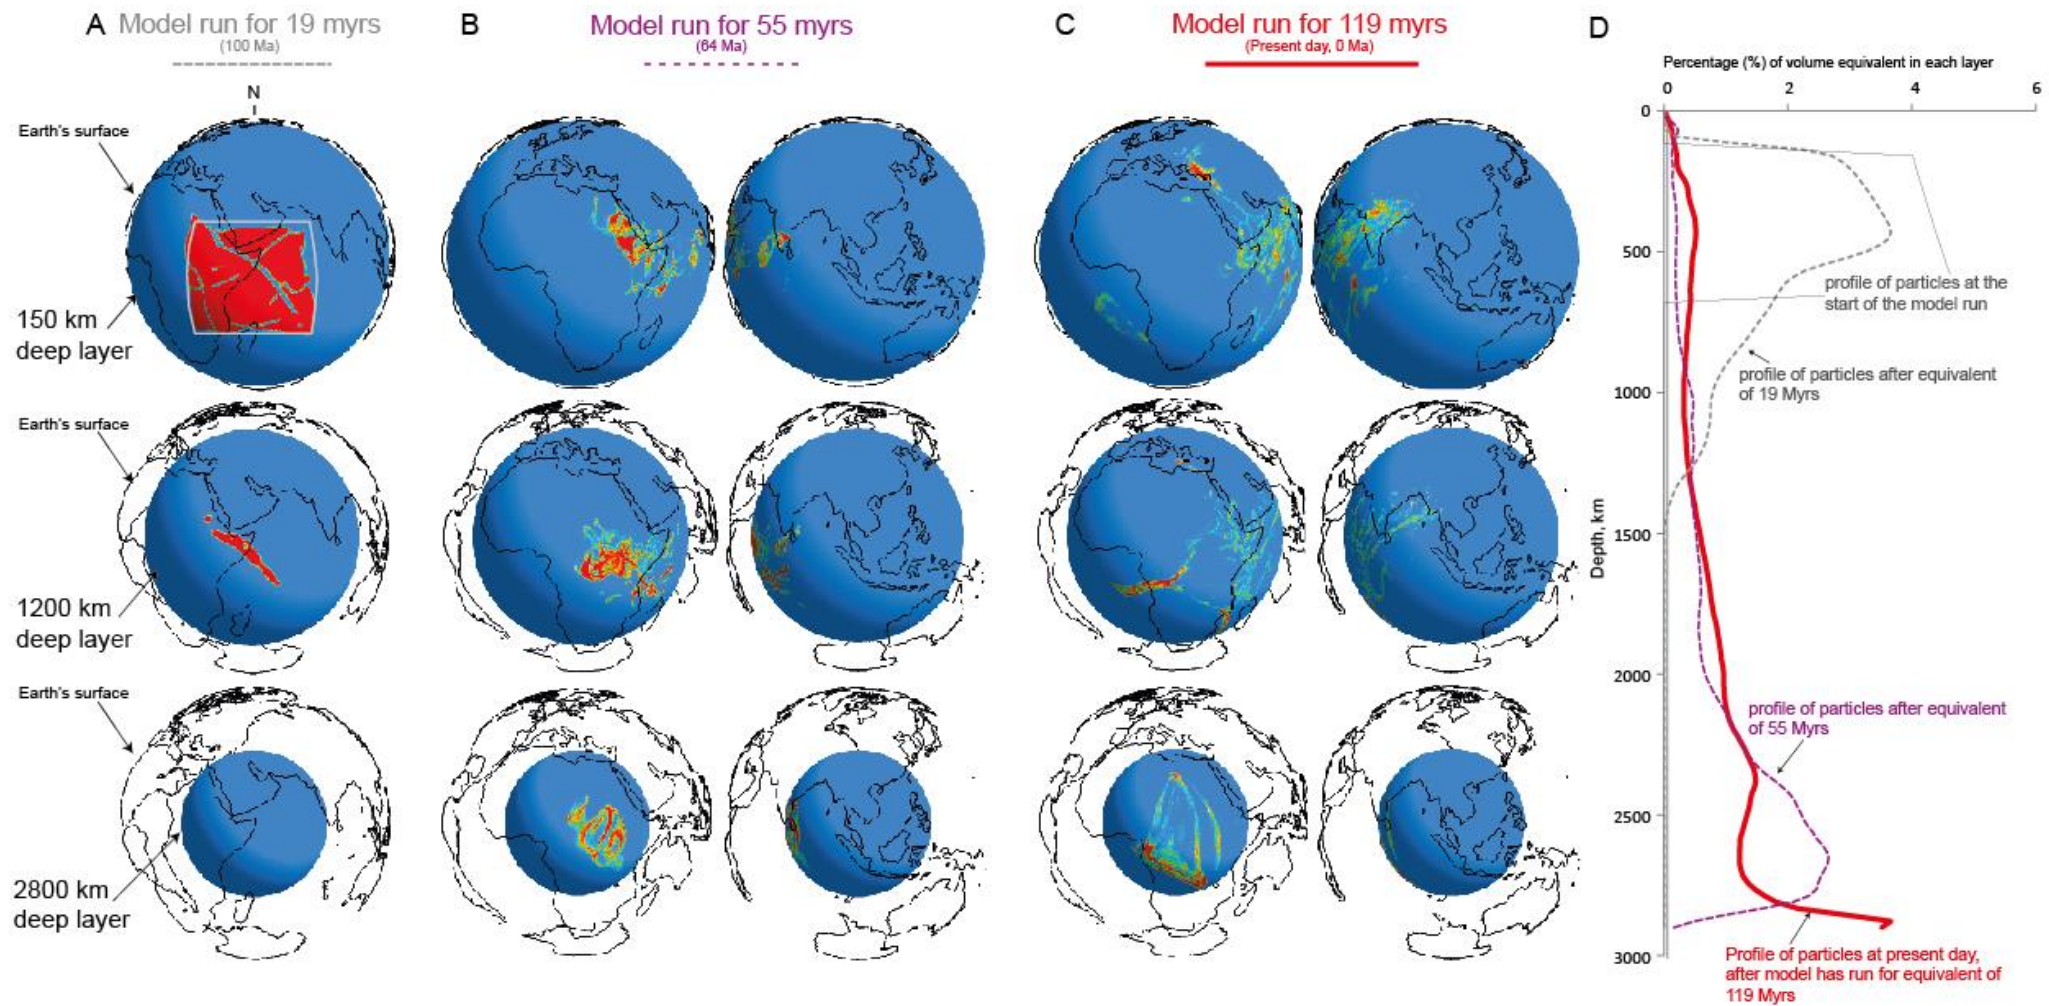 A Model run for 19 myrs
(100 Ma)
N
Earth's surface
150 km
deep layer
Earth's surface
1200 km
deep layer
Earth's surface
2800 km
deep layer
B Model run for 55 myrs
(64 Ma)
C Model run for 119 myrs
(Present day, 0 Ma)
D
Percentage (%) of volume equivalent in each layer
0 2 4 6
0
500
1000
1500
2000
2500
3000
Depth, km
profile of particles at the
start of the model run
profile of particles after equivalent
of 19 Myrs
profile of particles after equivalent
of 55 Myrs
Profile of particles at present day,
after model has run for equivalent of
119 Myrs